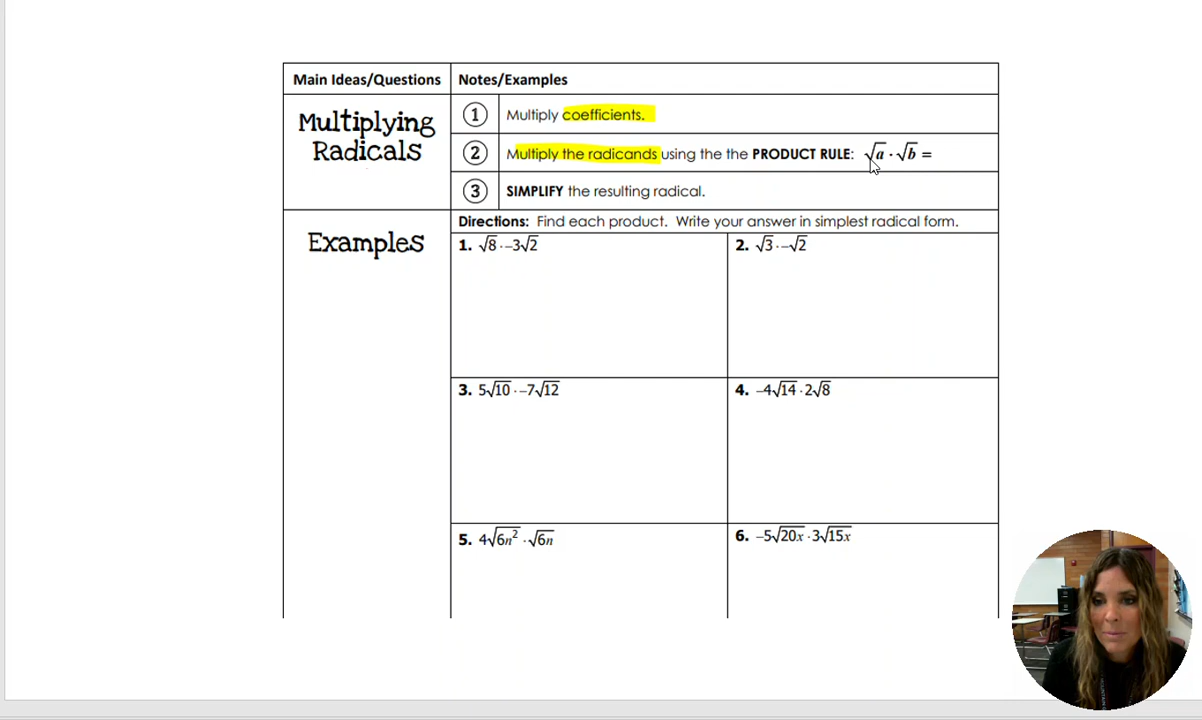 Main Ideas/Questions Notes/Examples
Multiplying
Radicals
1 Multiply coefficients.
2 Multiply the radicands using the the PRODUCT RULE: √a · √b =
3 SIMPLIFY the resulting radical.
Examples
Directions: Find each product. Write your answer in simplest radical form.
1. √8 · –3√2
2. √3 · –√2
3. 5√10 · –7√12
4. –4√14 · 2√8
5. 4√6n² · √6n
6. –5√20x · 3√15x